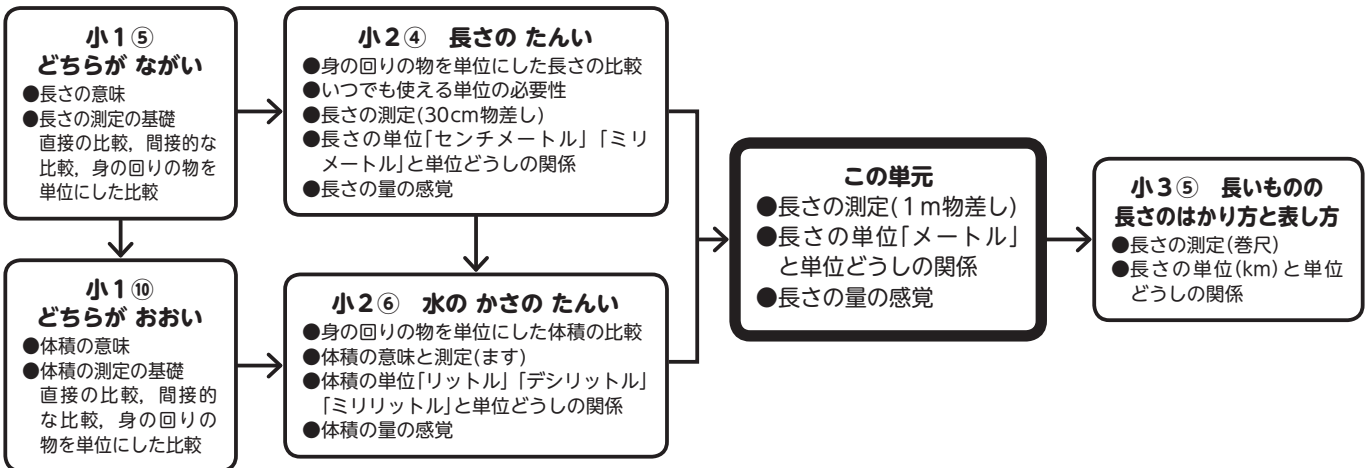 小1⑤
どちらが ながい
●長さの意味
●長さの測定の基礎
直接の比較，間接的な
比較，身の回りの物を
単位にした比較
小1⑩
どちらが おおい
●体積の意味
●体積の測定の基礎
直接の比較，間接的
な比較，身の回りの
物を単位にした比較
小2④ 長さの たんい
●身の回りの物を単位にした長さの比較
●いつでも使える単位の必要性
●長さの測定(30cm物差し)
●長さの単位「センチメートル」「ミリ
メートル」と単位どうしの関係
●長さの量の感覚
小2⑥ 水の かさの たんい
●身の回りの物を単位にした体積の比較
●体積の意味と測定(ます)
●体積の単位「リットル」「デシリットル」
「ミリリットル」と単位どうしの関係
●体積の量の感覚
この単元
●長さの測定(1m物差し)
●長さの単位「メートル」
と単位どうしの関係
●長さの量の感覚
小3⑤ 長いものの
長さのはかり方と表し方
●長さの測定(巻尺)
●長さの単位(km)と単位
どうしの関係